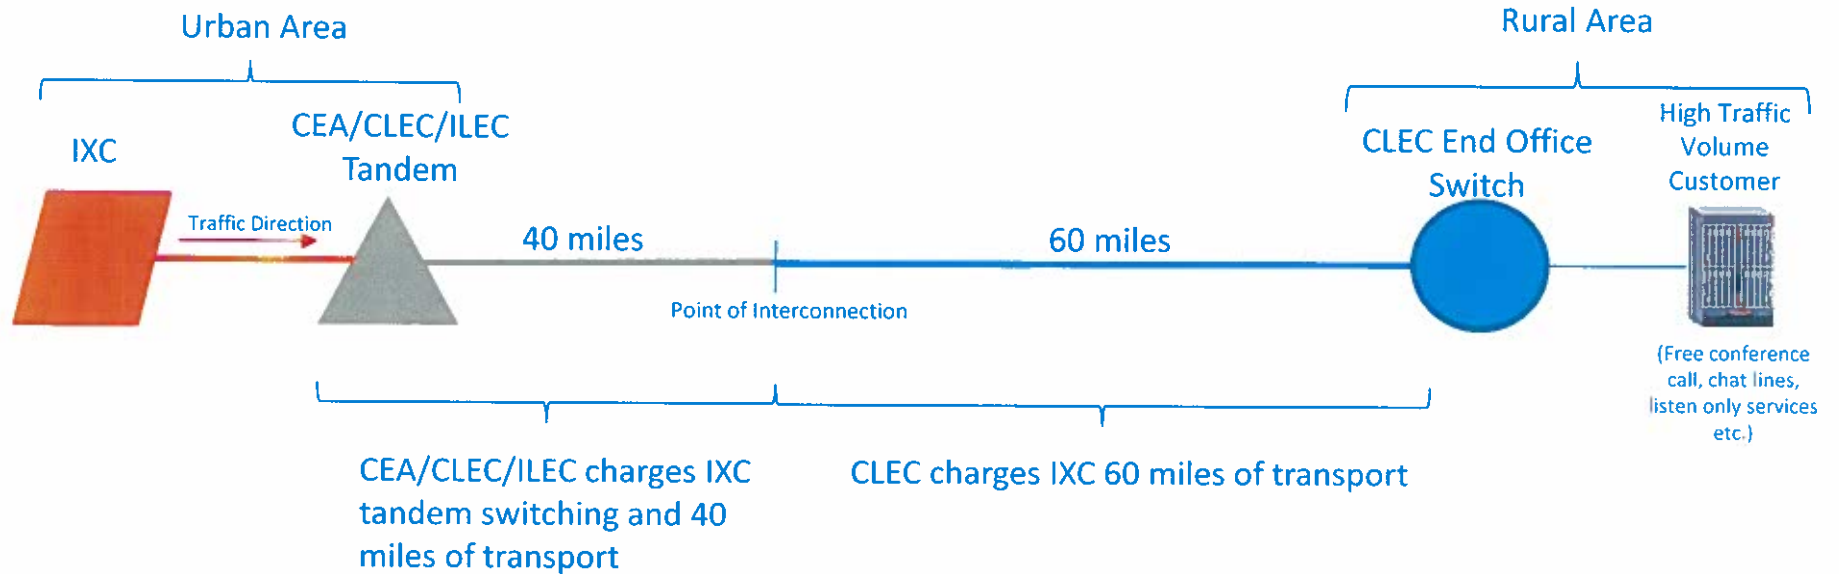 Urban Area
Rural Area
IXC
CEA/CLEC/ILEC
Tandem
CLEC End Office
Switch
High Traffic
Volume
Customer
Traffic Direction
40 miles
60 miles
Point of Interconnection
(Free conference
call, chat lines,
listen only services
etc.)
CEA/CLEC/ILEC charges IXC
tandem switching and 40
miles of transport
CLEC charges IXC 60 miles of transport